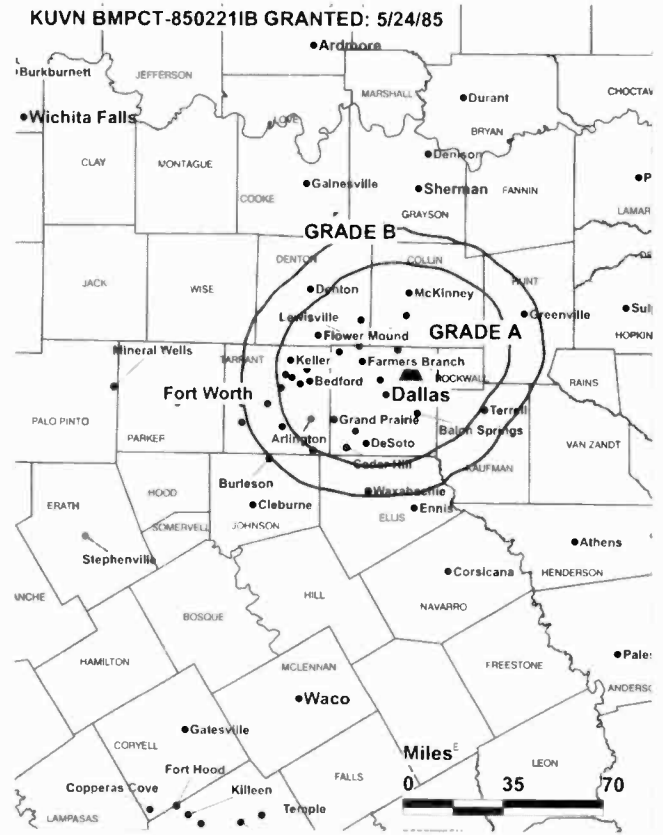 KUVN BMPCT-850221IB GRANTED: 5/24/85
Ardmore
Burkburnett
JEFFERSON
MARSHALL
Durant
CHOCTAW
Wichita Falls
LOVE
BRYAN
Denison
CLAY
MONTAGUE
Gainesville
Sherman
FANNIN
P
COOKE
GRAYSON
LAMAR
GRADE B
DENTON
COLLIN
HUNT
JACK
WISE
Denton
McKinney
Lewisville
Greenville
Sul
Flower Mound
GRADE A
HOPKIN
Mineral Wells
TARRANT
Keller
Farmers Branch
ROCKWALL
RAINS
Bedford
Fort Worth
Dallas
PALO PINTO
Grand Prairie
Terrell
Balch Springs
PARKER
Arlington
DeSoto
VAN ZANDT
Cedar Hill
KAUFMAN
Burleson
HOOD
Waxahachie
ERATH
Cleburne
Ennis
SOMERVELL
JOHNSON
ELLIS
Stephenville
Athens
Corsicana
HENDERSON
ANCHE
HILL
NAVARRO
BOSQUE
HAMILTON
MCLENNAN
FREESTONE
Pales
ANDERSO
Waco
Gatesville
CORYELL
Miles
E
LEON
Fort Hood
FALLS
Copperas Cove
Killeen
0 35 70
Temple
LAMPASAS